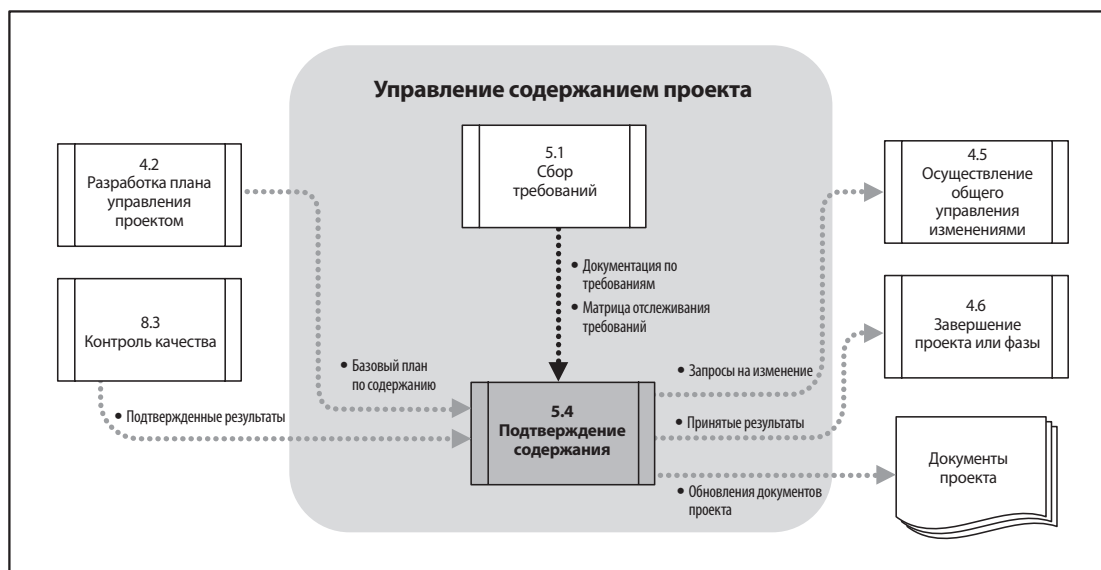 Управление содержанием проекта
4.2
Разработка плана
управления
проектом
8.3
Контроль качества
5.1
Сбор
требований
• Документация по
требованиям
• Матрица отслеживания
требований
• Базовый план
по содержанию
• Подтвержденные результаты
5.4
Подтверждение
содержания
• Запросы на изменение
• Принятые результаты
• Обновления документов
проекта
4.5
Осуществление
общего
управления
изменениями
4.6
Завершение
проекта или фазы
Документы
проекта